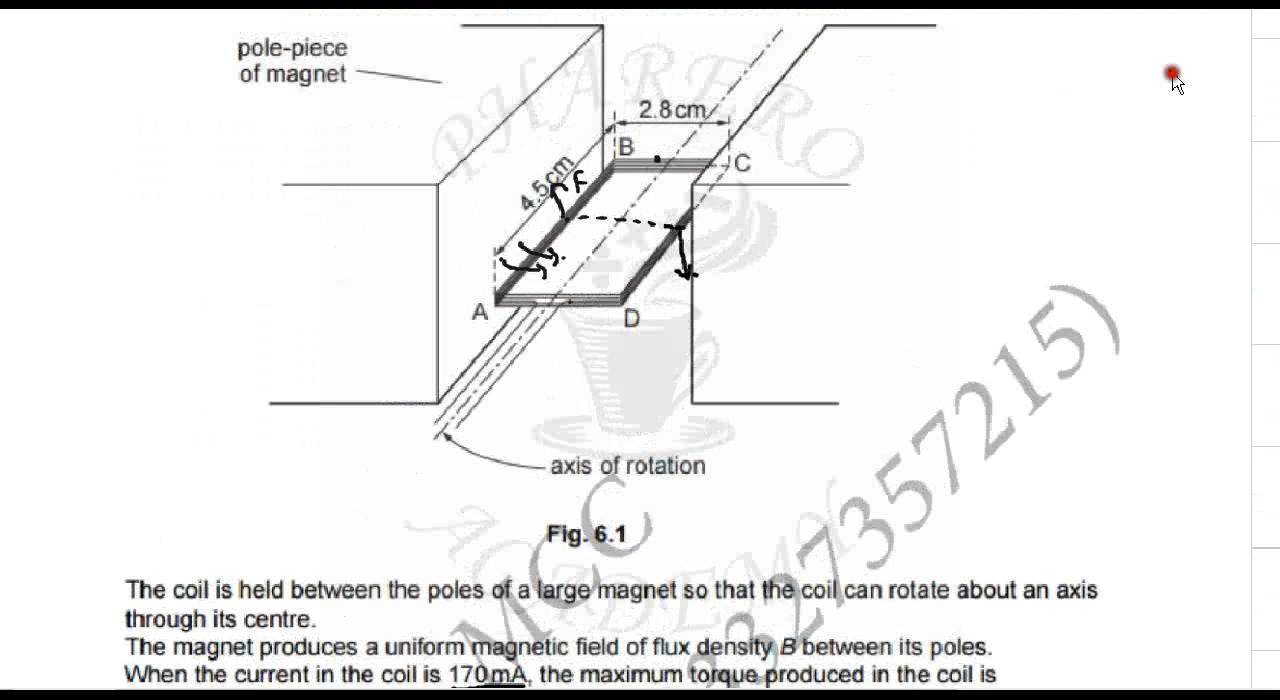 pole-piece
of magnet
2.8 cm
B
C
4.5 cm
F
A
D
axis of rotation
Fig. 6.1
The coil is held between the poles of a large magnet so that the coil can rotate about an axis
through its centre.
The magnet produces a uniform magnetic field of flux density B between its poles.
When the current in the coil is 170 mA, the maximum torque produced in the coil is
PHARERO
MCC
2327357215)